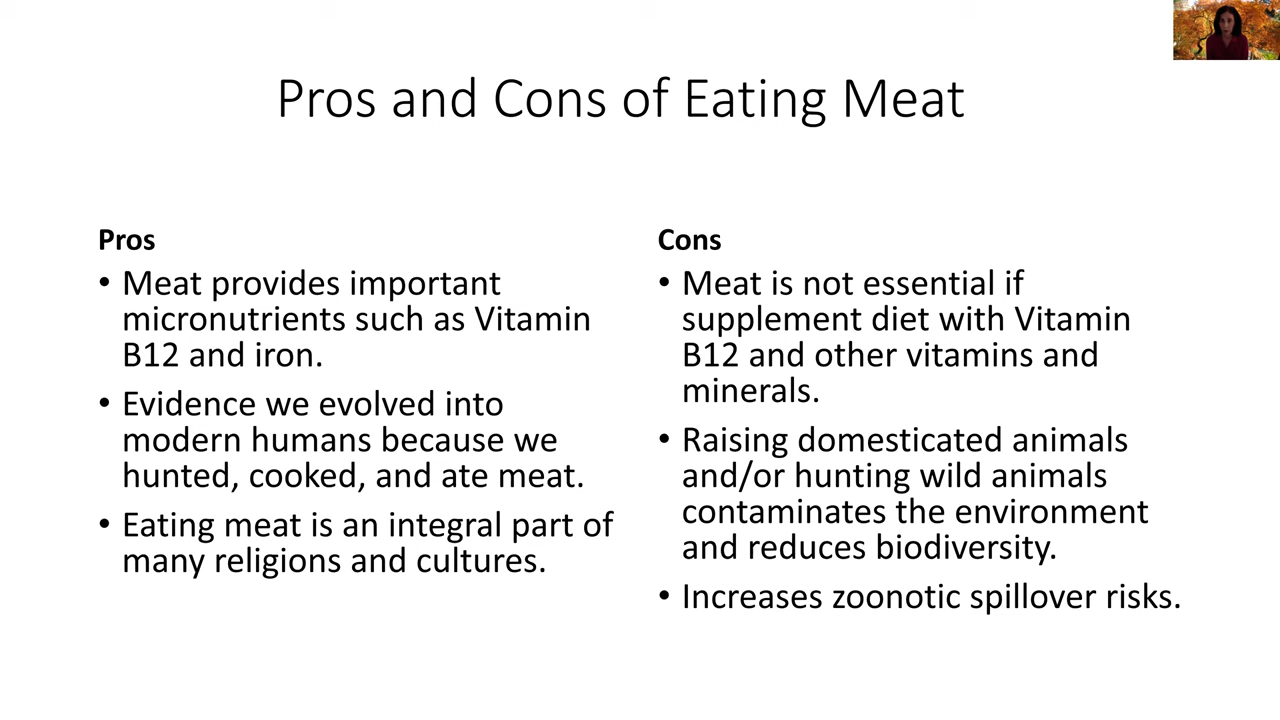 Pros and Cons of Eating Meat
Pros
• Meat provides important
micronutrients such as Vitamin
B12 and iron.
• Evidence we evolved into
modern humans because we
hunted, cooked, and ate meat.
• Eating meat is an integral part of
many religions and cultures.
Cons
• Meat is not essential if
supplement diet with Vitamin
B12 and other vitamins and
minerals.
• Raising domesticated animals
and/or hunting wild animals
contaminates the environment
and reduces biodiversity.
• Increases zoonotic spillover risks.